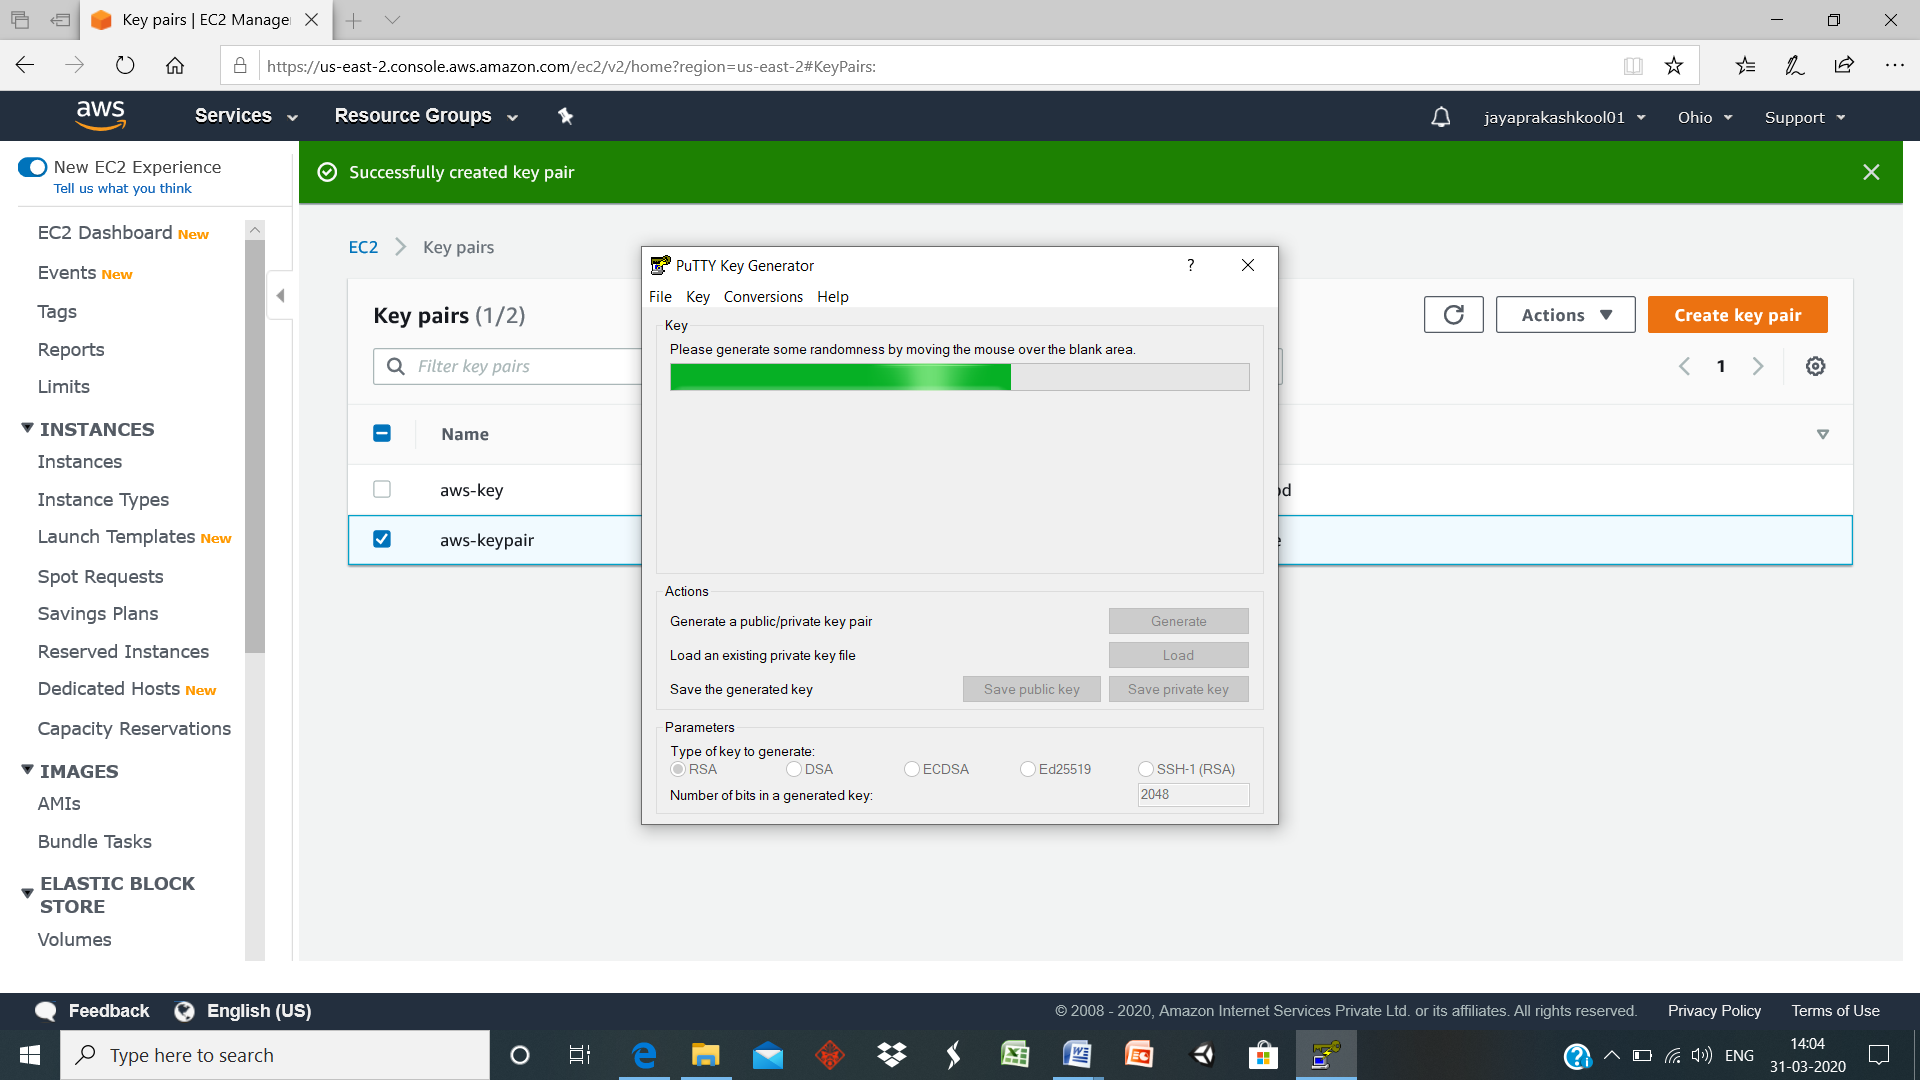 Key pairs | EC2 Manager
https://us-east-2.console.aws.amazon.com/ec2/v2/home?region=us-east-2#KeyPairs:
aws
Services
Resource Groups
jayaprakashkool01
Ohio
Support
New EC2 Experience
Tell us what you think
Successfully created key pair
EC2 Dashboard New
Events New
Tags
Reports
Limits
INSTANCES
Instances
Instance Types
Launch Templates New
Spot Requests
Savings Plans
Reserved Instances
Dedicated Hosts New
Capacity Reservations
IMAGES
AMIs
Bundle Tasks
ELASTIC BLOCK
STORE
Volumes
EC2 > Key pairs
Key pairs (1/2)
Actions
Create key pair
Filter key pairs
1
Name
aws-key
aws-keypair
PuTTY Key Generator
?
File Key Conversions Help
Key
Please generate some randomness by moving the mouse over the blank area.
Actions
Generate a public/private key pair
Generate
Load an existing private key file
Load
Save the generated key
Save public key
Save private key
Parameters
Type of key to generate:
RSA
DSA
ECDSA
Ed25519
SSH-1 (RSA)
Number of bits in a generated key:
2048
Feedback
English (US)
© 2008 - 2020, Amazon Internet Services Private Ltd. or its affiliates. All rights reserved.
Privacy Policy
Terms of Use
Type here to search
ENG
14:04
31-03-2020